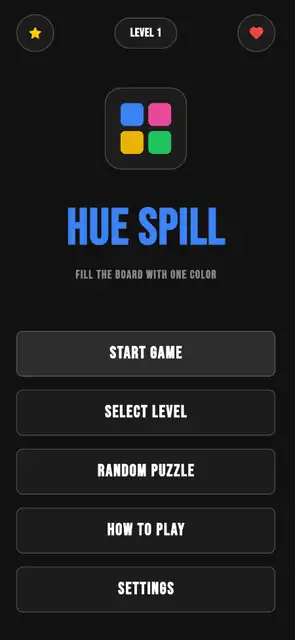 LEVEL 1
HUE SPILL
FILL THE BOARD WITH ONE COLOR
START GAME
SELECT LEVEL
RANDOM PUZZLE
HOW TO PLAY
SETTINGS